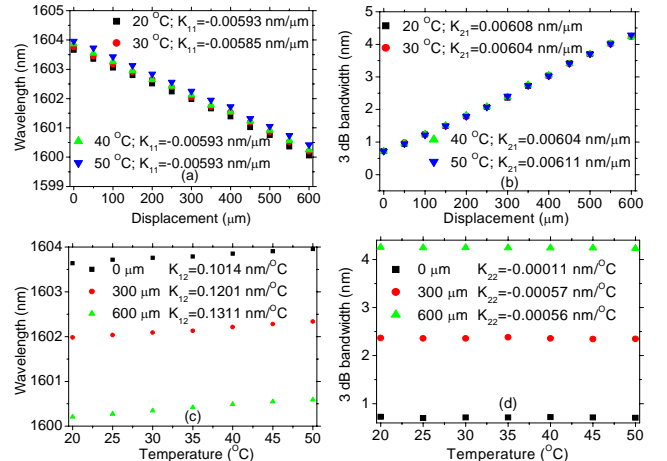 20 °C; K11=-0.00593 nm/μm
30 °C; K11=-0.00585 nm/μm
40 °C; K11=-0.00593 nm/μm
50 °C; K11=-0.00593 nm/μm
(a)
Wavelength (nm)
1605
1604
1603
1602
1601
1600
1599
0 100 200 300 400 500 600
Displacement (μm)
20 °C; K21=0.00608 nm/μm
30 °C; K21=0.00604 nm/μm
40 °C; K21=0.00604 nm/μm
50 °C; K21=0.00611 nm/μm
(b)
3 dB bandwidth (nm)
5
4
3
2
1
0
0 100 200 300 400 500 600
Displacement (μm)
0 μm K12=0.1014 nm/°C
300 μm K12=0.1201 nm/°C
600 μm K12=0.1311 nm/°C
(c)
Wavelength (nm)
1604
1602
1600
20 25 30 35 40 45 50
Temperature (°C)
0 μm K22=-0.00011 nm/°C
300 μm K22=-0.00057 nm/°C
600 μm K22=-0.00056 nm/°C
(d)
3 dB bandwidth (nm)
4
3
2
1
20 25 30 35 40 45 50
Temperature (°C)